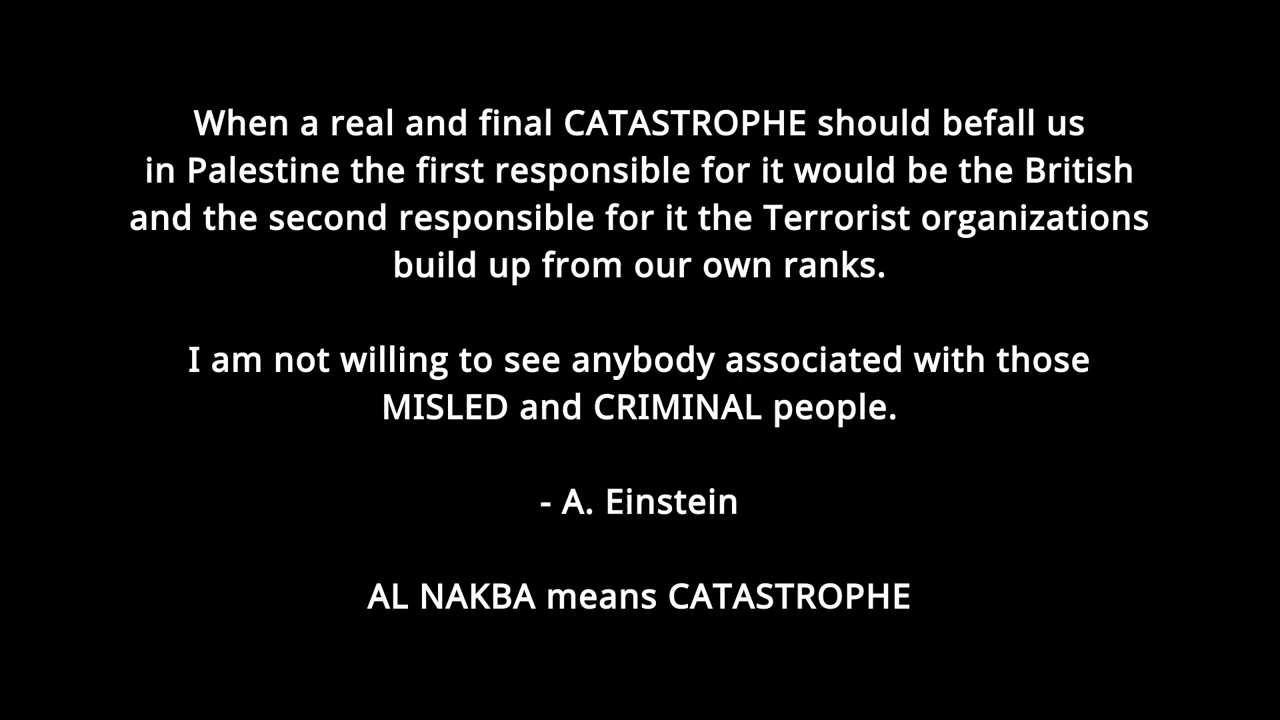 When a real and final CATASTROPHE should befall us
in Palestine the first responsible for it would be the British
and the second responsible for it the Terrorist organizations
build up from our own ranks.
I am not willing to see anybody associated with those
MISLED and CRIMINAL people.
- A. Einstein
AL NAKBA means CATASTROPHE